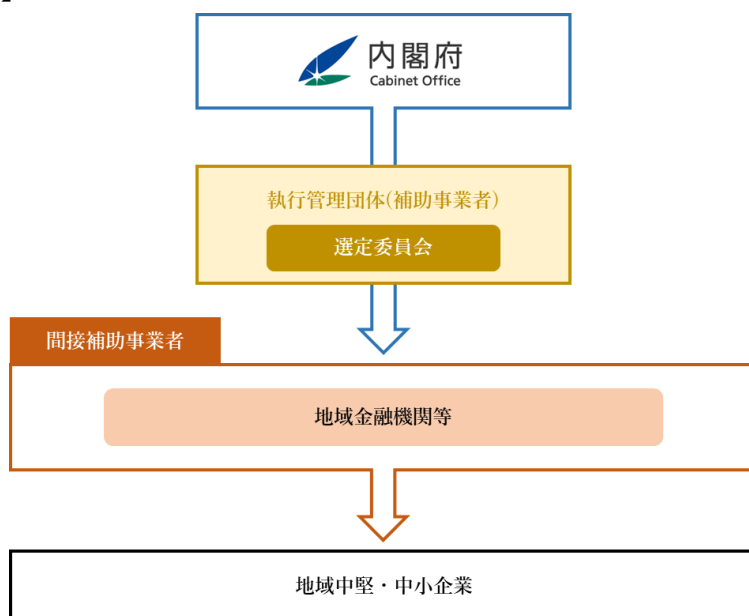 内閣府
Cabinet Office
執行管理団体(補助事業者)
選定委員会
間接補助事業者
地域金融機関等
地域中堅・中小企業